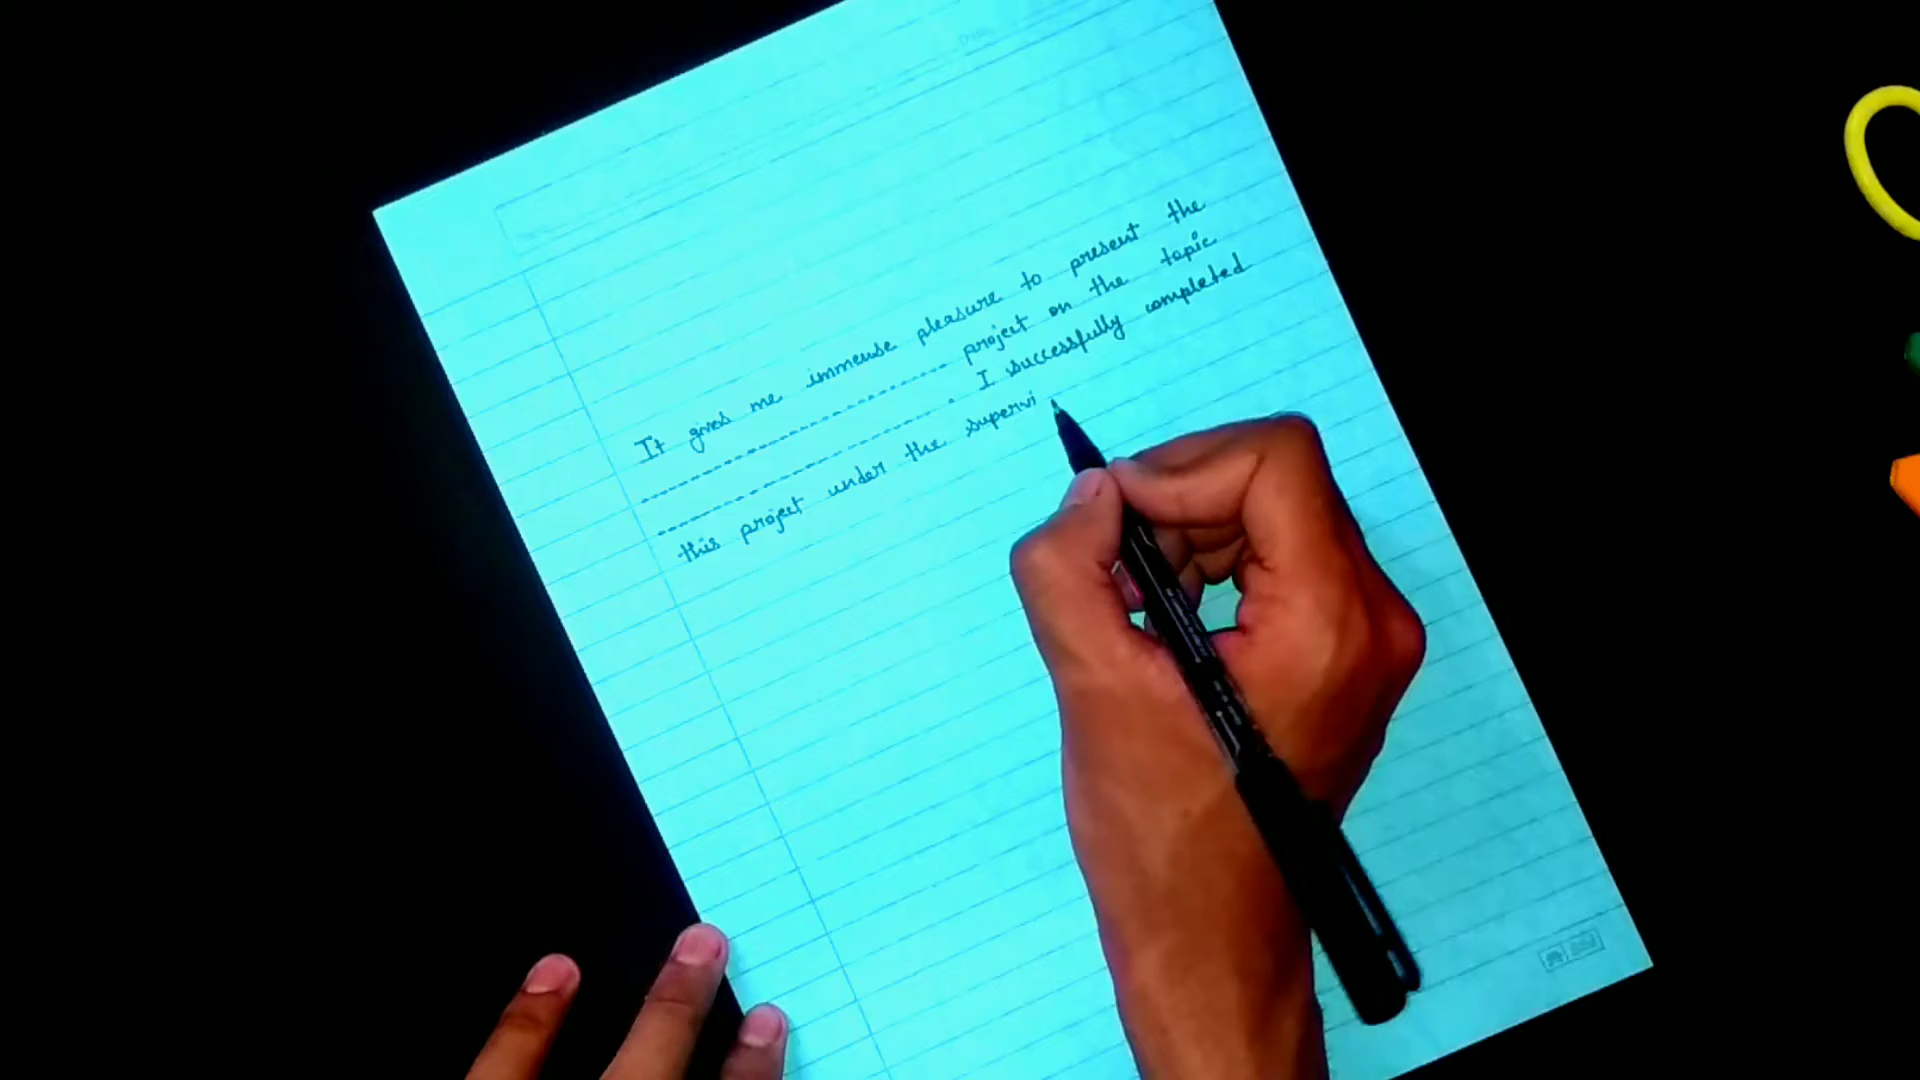 It gives me immense pleasure to present the
------------------------ project on the topic
------------------------. I successfully completed
this project under the supervi